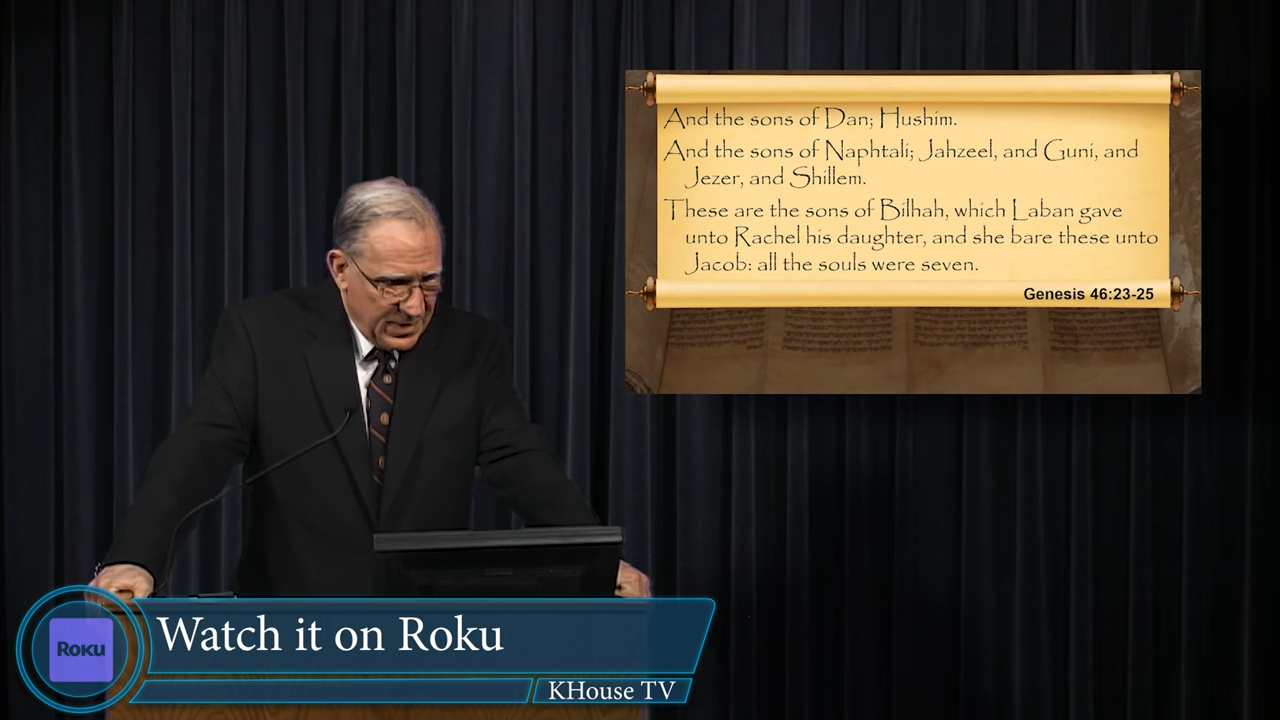 And the sons of Dan; Hushim.
And the sons of Naphtali; Jahzeel, and Guni, and
Jezer, and Shillem.
These are the sons of Bilhah, which Laban gave
unto Rachel his daughter, and she bare these unto
Jacob: all the souls were seven.
Genesis 46:23-25
Roku
Watch it on Roku
KHouse TV